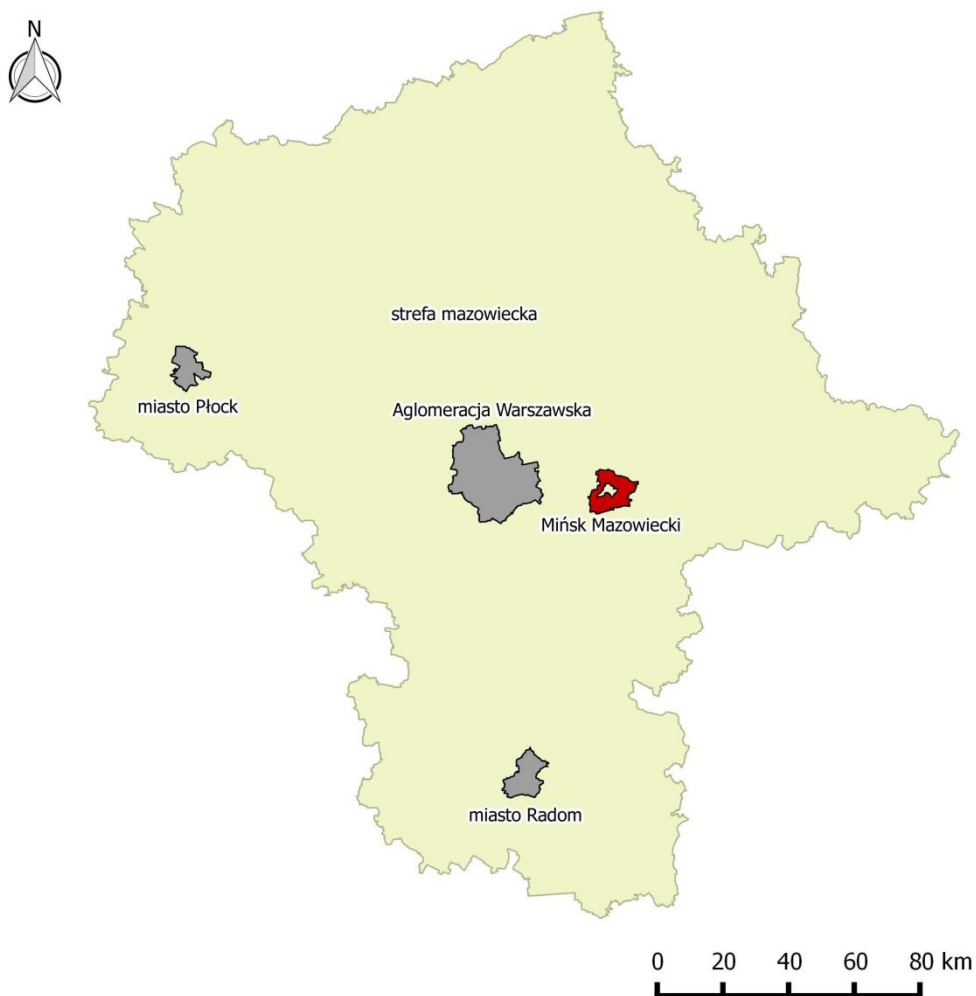 N
strefa mazowiecka
miasto Płock
Aglomeracja Warszawska
Mińsk Mazowiecki
miasto Radom
0 20 40 60 80 km